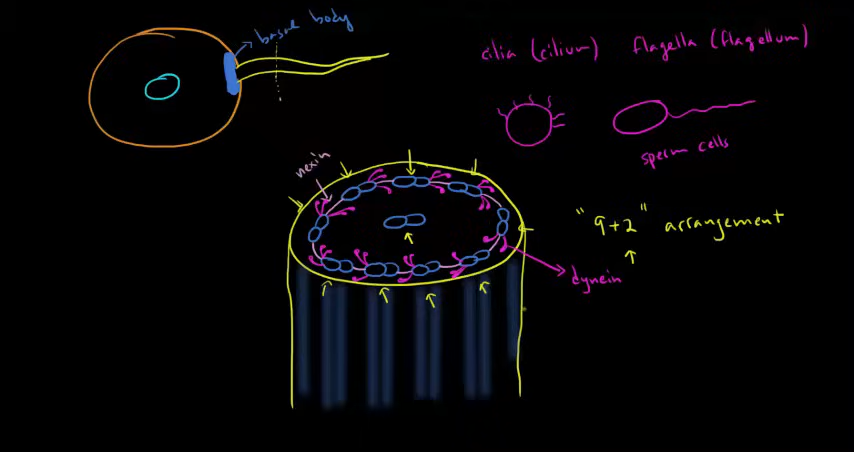 basal body
cilia (cilium) flagella (flagellum)
sperm cells
nexin
"9+2" arrangement
dynein